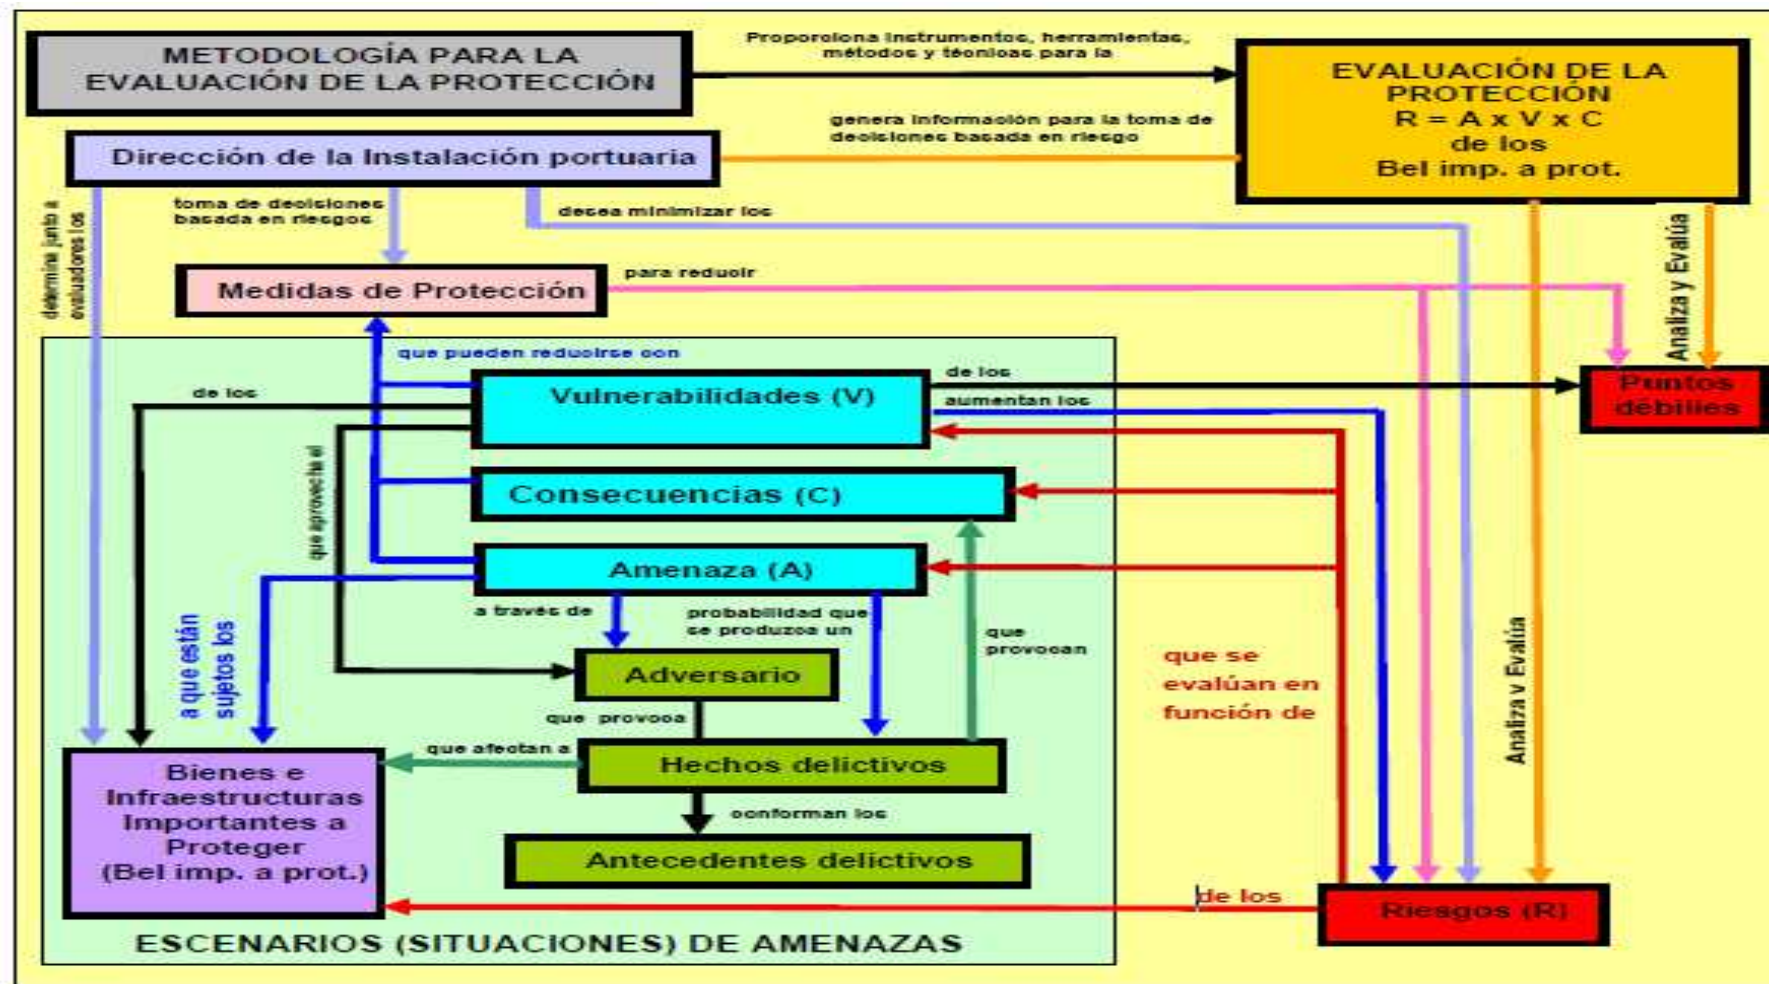 METODOLOGÍA PARA LA
EVALUACIÓN DE LA PROTECCIÓN
Proporciona instrumentos, herramientas,
métodos y técnicas para la
EVALUACIÓN DE LA
PROTECCIÓN
R = A x V x C
de los
BeI imp. a prot.
genera información para la toma de
decisiones basada en riesgo
Dirección de la Instalación portuaria
determina junto a
evaluadores los
toma de decisiones
basada en riesgos
desea minimizar los
Analiza y Evalúa
Medidas de Protección
para reducir
que pueden reducirse con
de los
Vulnerabilidades (V)
de los
aumentan los
Puntos
débilies
que aprovecha el
Consecuencias (C)
Amenaza (A)
a través de
probabilidad que
se produzca un
que
provocan
a que están
sujetos los
Adversario
que se
evalúan en
función de
Analiza y Evalúa
que provoca
que afectan a
Hechos delictivos
Bienes e
Infraestructuras
Importantes a
Proteger
(BeI imp. a prot.)
conforman los
Antecedentes delictivos
de los
Riesgos (R)
ESCENARIOS (SITUACIONES) DE AMENAZAS